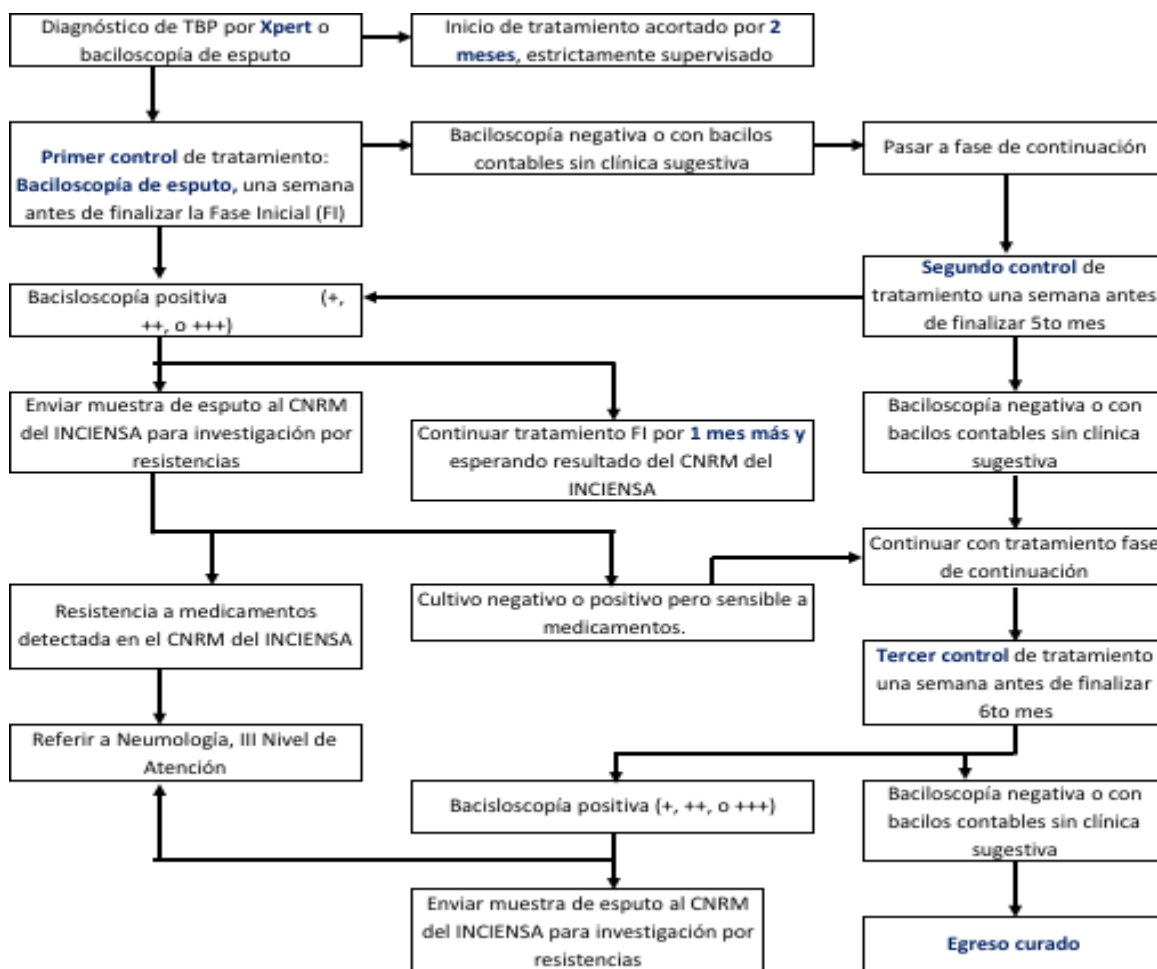 Diagnóstico de TBP por Xpert o
baciloscopía de esputo
Inicio de tratamiento acortado por 2
meses, estrictamente supervisado
Primer control de tratamiento:
Baciloscopía de esputo, una semana
antes de finalizar la Fase Inicial (FI)
Baciloscopía negativa o con bacilos
contables sin clínica sugestiva
Pasar a fase de continuación
Bacisloscopía positiva (+,
++, o +++)
Segundo control de
tratamiento una semana antes
de finalizar 5to mes
Enviar muestra de esputo al CNRM
del INCIENSA para investigación por
resistencias
Continuar tratamiento FI por 1 mes más y
esperando resultado del CNRM del
INCIENSA
Baciloscopía negativa o con
bacilos contables sin clínica
sugestiva
Resistencia a medicamentos
detectada en el CNRM del INCIENSA
Cultivo negativo o positivo pero sensible a
medicamentos.
Continuar con tratamiento fase
de continuación
Tercer control de tratamiento
una semana antes de finalizar
6to mes
Referir a Neumología, III Nivel de
Atención
Bacisloscopía positiva (+, ++, o +++)
Baciloscopía negativa o con
bacilos contables sin clínica
sugestiva
Enviar muestra de esputo al CNRM
del INCIENSA para investigación por
resistencias
Egreso curado